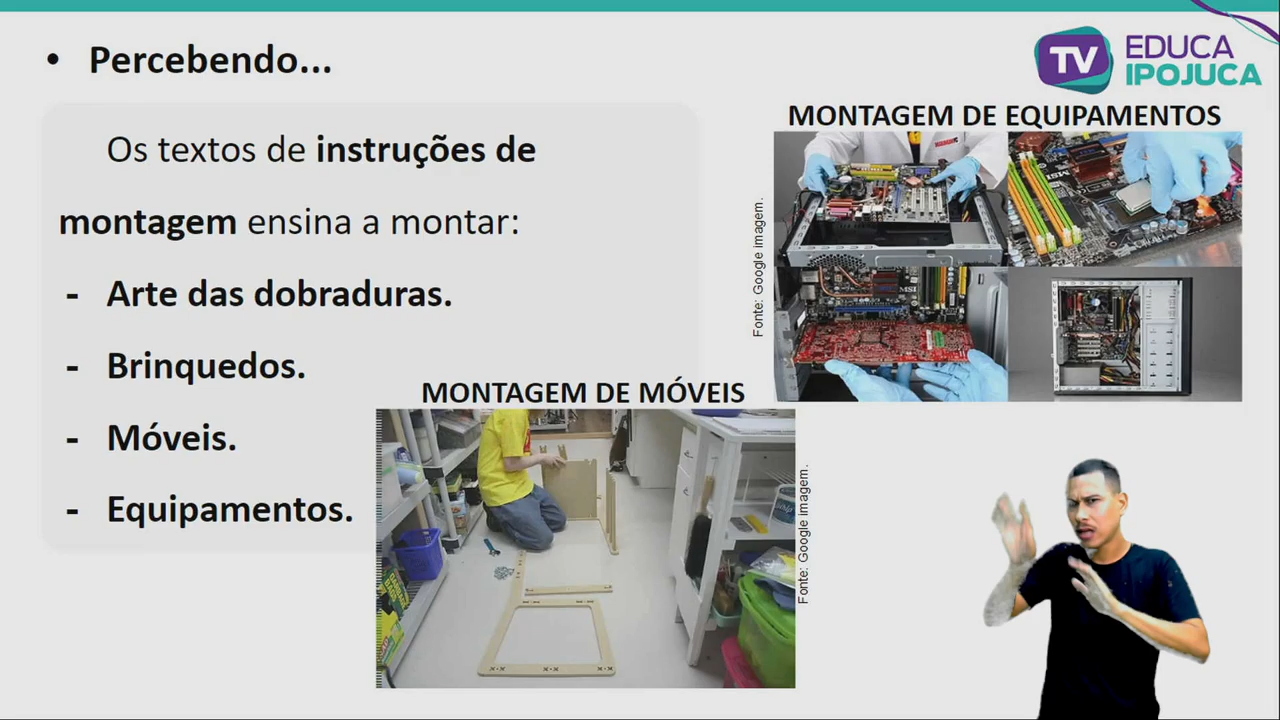 • Percebendo...
TV EDUCA
IPOJUCA
Os textos de instruções de
montagem ensina a montar:
- Arte das dobraduras.
- Brinquedos.
- Móveis.
- Equipamentos.
MONTAGEM DE EQUIPAMENTOS
Fonte: Google imagem.
MONTAGEM DE MÓVEIS
Fonte: Google imagem.
MSI